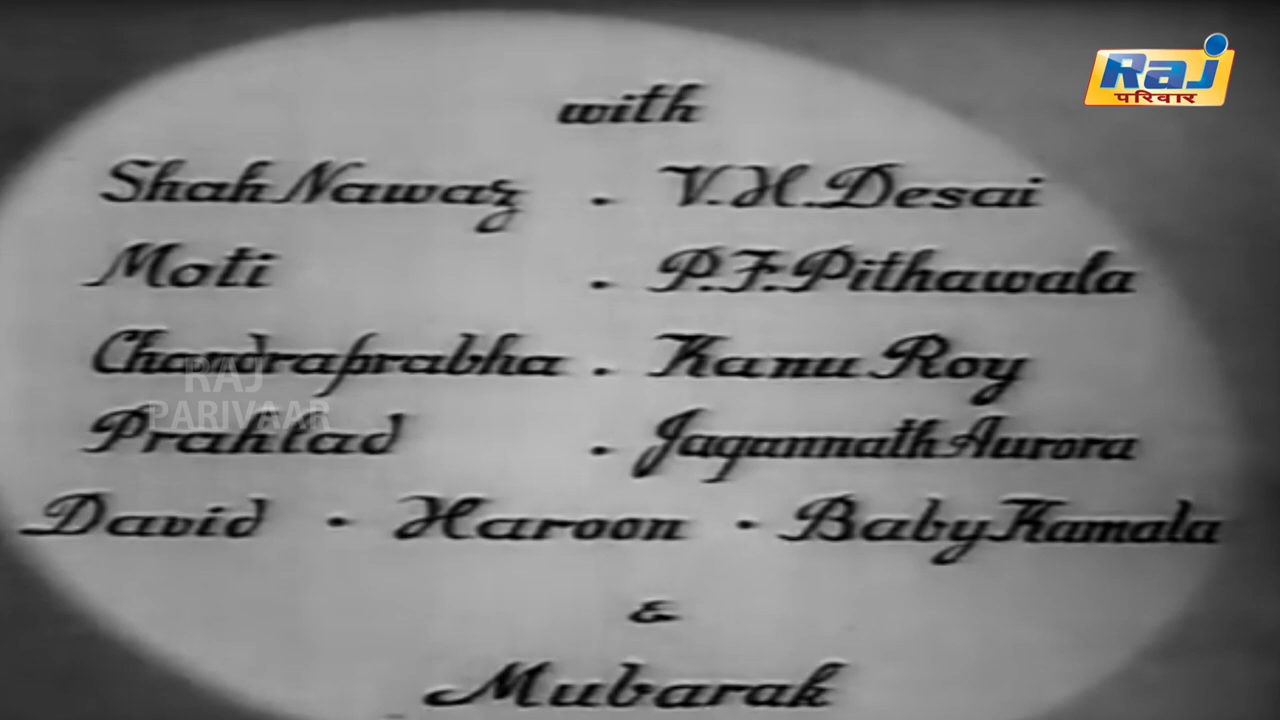 Raj
परिवार
with
Shah Nawaz . V.H. Desai
Moti . P.F. Pithawala
Chandraprabha . Kanu Roy
RAJ
PARIVAAR
Prahlad . Jagannath Aurora
David . Haroon . Baby Kamala
&
Mubarak